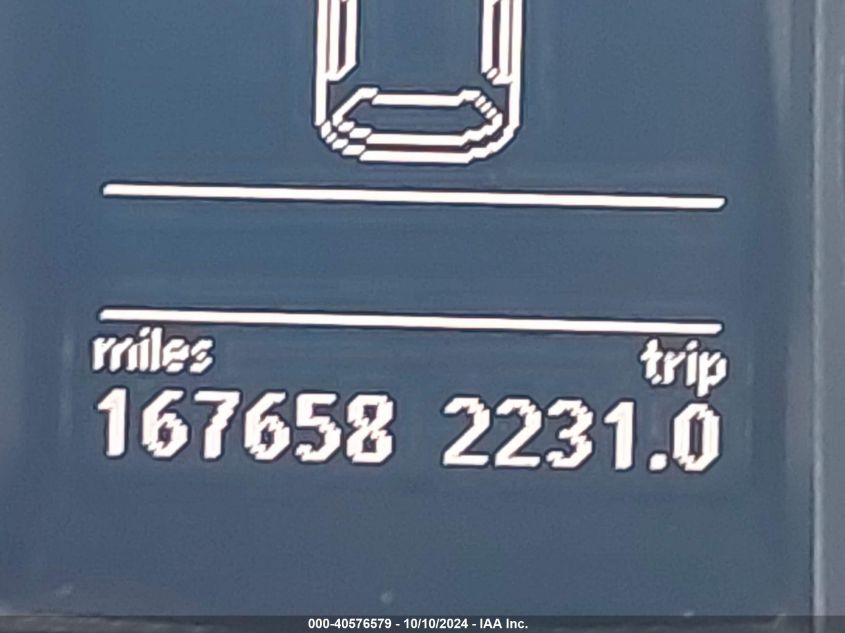 miles trip
167658 2231.0
000-40576579 - 10/10/2024 - IAA Inc.